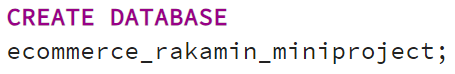 CREATE DATABASE
ecommerce_rakamin_miniproject;